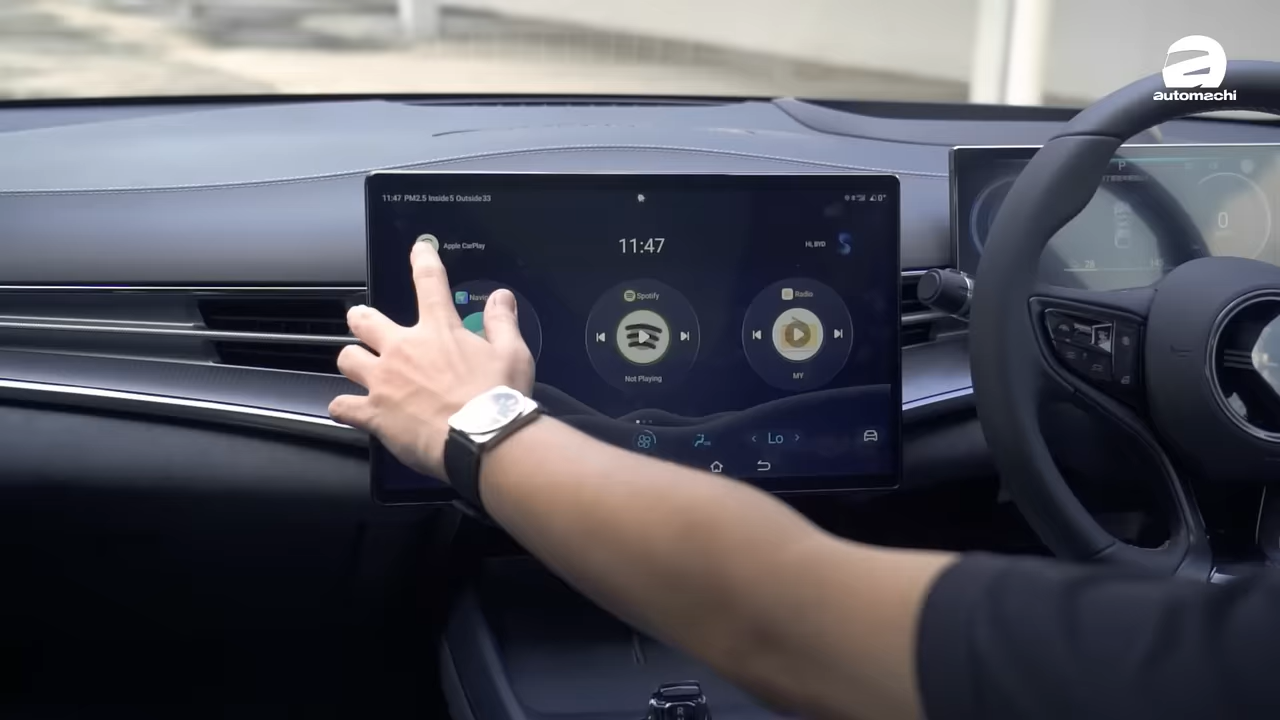 automachi
11:47 PM2.5 Inside5 Outside33
Apple CarPlay
11:47
Hi, BYD
Spotify
Radio
Not Playing
MY
Lo
P
0
R